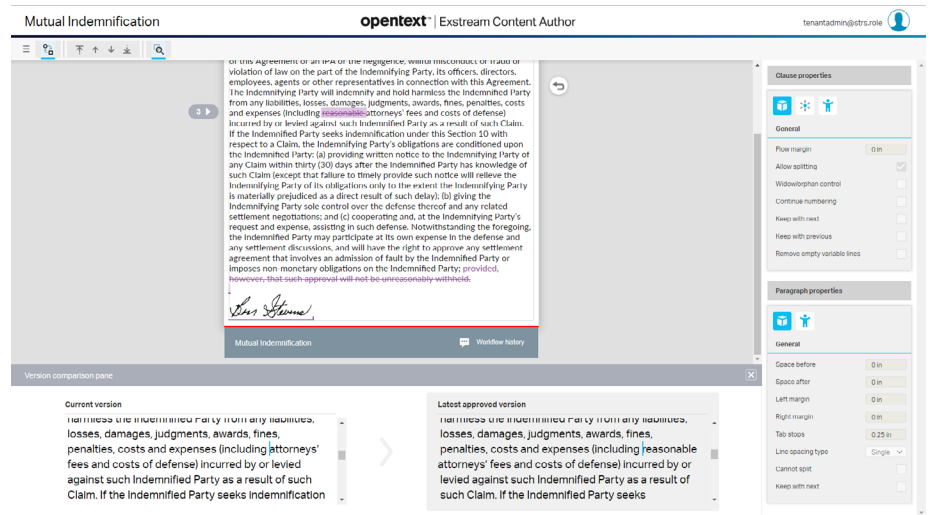 Mutual Indemnification
opentext™ | Exstream Content Author
tenantadmin@strs.role
of this Agreement or an IPA or the negligence, willful misconduct or fraud or
violation of law on the part of the Indemnifying Party, its officers, directors,
employees, agents or other representatives in connection with this Agreement.
The Indemnifying Party will indemnify and hold harmless the Indemnified Party
from any liabilities, losses, damages, judgments, awards, fines, penalties, costs
3
and expenses (including reasonable attorneys' fees and costs of defense)
incurred by or levied against such Indemnified Party as a result of such Claim.
If the Indemnified Party seeks indemnification under this Section 10 with
respect to a Claim, the Indemnifying Party's obligations are conditioned upon
the Indemnified Party: (a) providing written notice to the Indemnifying Party of
any Claim within thirty (30) days after the Indemnified Party has knowledge of
such Claim (except that failure to timely provide such notice will relieve the
Indemnifying Party of its obligations only to the extent the Indemnifying Party
is materially prejudiced as a direct result of such delay); (b) giving the
Indemnifying Party sole control over the defense thereof and any related
settlement negotiations; and (c) cooperating and, at the Indemnifying Party's
request and expense, assisting in such defense. Notwithstanding the foregoing,
the Indemnified Party may participate at its own expense in the defense and
any settlement discussions, and will have the right to approve any settlement
agreement that involves an admission of fault by the Indemnified Party or
imposes non-monetary obligations on the Indemnified Party; provided,
however, that such approval will not be unreasonably withheld.
Mutual Indemnification
Workflow history
Clause properties
General
Flow margin
0 in
Allow splitting
Widow/orphan control
Continue numbering
Keep with next
Keep with previous
Remove empty variable lines
Paragraph properties
General
Space before
0 in
Space after
0 in
Left margin
0 in
Right margin
0 in
Tab stops
0.25 in
Line spacing type
Single
Cannot split
Keep with next
Version comparison pane
Current version
harmless the Indemnified Party from any liabilities,
losses, damages, judgments, awards, fines,
penalties, costs and expenses (including attorneys'
fees and costs of defense) incurred by or levied
against such Indemnified Party as a result of such
Claim. If the Indemnified Party seeks indemnification
Latest approved version
harmless the Indemnified Party from any liabilities,
losses, damages, judgments, awards, fines,
penalties, costs and expenses (including reasonable
attorneys' fees and costs of defense) incurred by or
levied against such Indemnified Party as a result of
such Claim. If the Indemnified Party seeks